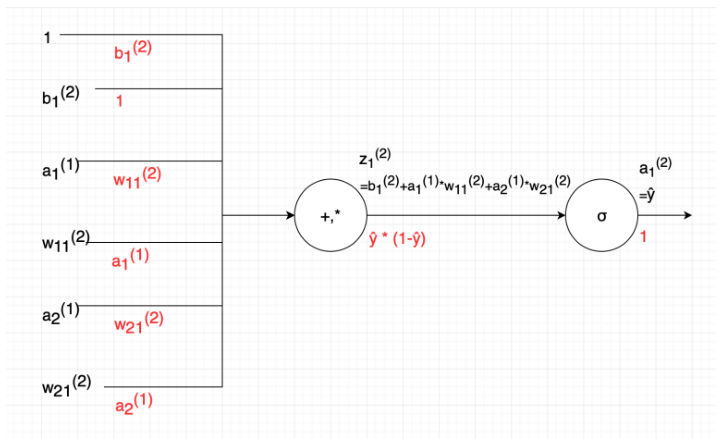 1
b₁⁽²⁾
b₁⁽²⁾
1
a₁⁽¹⁾
w₁₁⁽²⁾
w₁₁⁽²⁾
a₁⁽¹⁾
a₂⁽¹⁾
w₂₁⁽²⁾
w₂₁⁽²⁾
a₂⁽¹⁾
+,*
z₁⁽²⁾
=b₁⁽²⁾+a₁⁽¹⁾*w₁₁⁽²⁾+a₂⁽¹⁾*w₂₁⁽²⁾
ŷ * (1-ŷ)
σ
a₁⁽²⁾
=ŷ
1